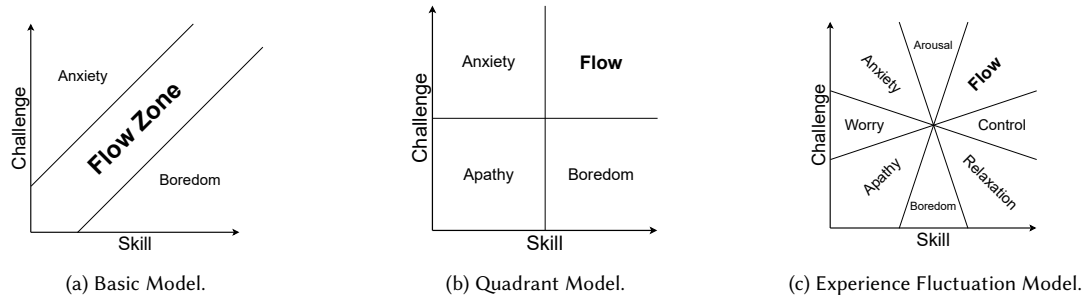 Challenge
Anxiety
Flow Zone
Boredom
Skill
(a) Basic Model.
Challenge
Anxiety
Flow
Apathy
Boredom
Skill
(b) Quadrant Model.
Challenge
Arousal
Anxiety
Flow
Worry
Control
Apathy
Relaxation
Boredom
Skill
(c) Experience Fluctuation Model.